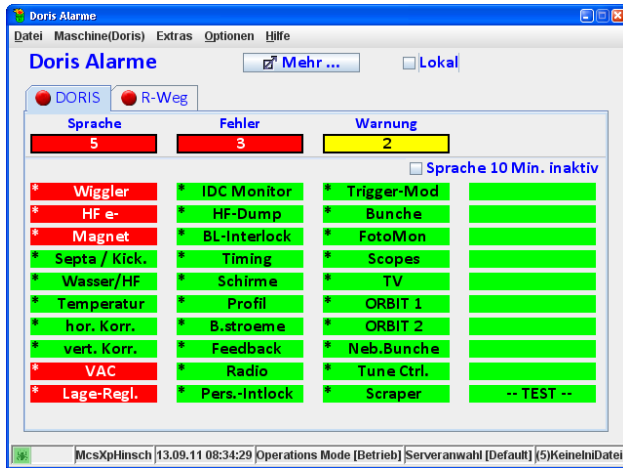 Doris Alarme
Datei Maschine(Doris) Extras Optionen Hilfe
Doris Alarme Mehr ... Lokal
DORIS R-Weg
Sprache Fehler Warnung
5 3 2
Sprache 10 Min. inaktiv
* Wiggler * IDC Monitor * Trigger-Mod
* HF e- * HF-Dump * Bunche
* Magnet * BL-Interlock * FotoMon
* Septa / Kick. * Timing * Scopes
* Wasser/HF * Schirme * TV
* Temperatur * Profil * ORBIT 1
* hor. Korr. * B.stroeme * ORBIT 2
* vert. Korr. * Feedback * Neb.Bunche
* VAC * Radio * Tune Ctrl.
* Lage-Regl. * Pers.-Intlock * Scraper -- TEST --
McsXpHinsch 13.09.11 08:34:29 Operations Mode [Betrieb] Serveranwahl [Default] (5)KeineIniDatei